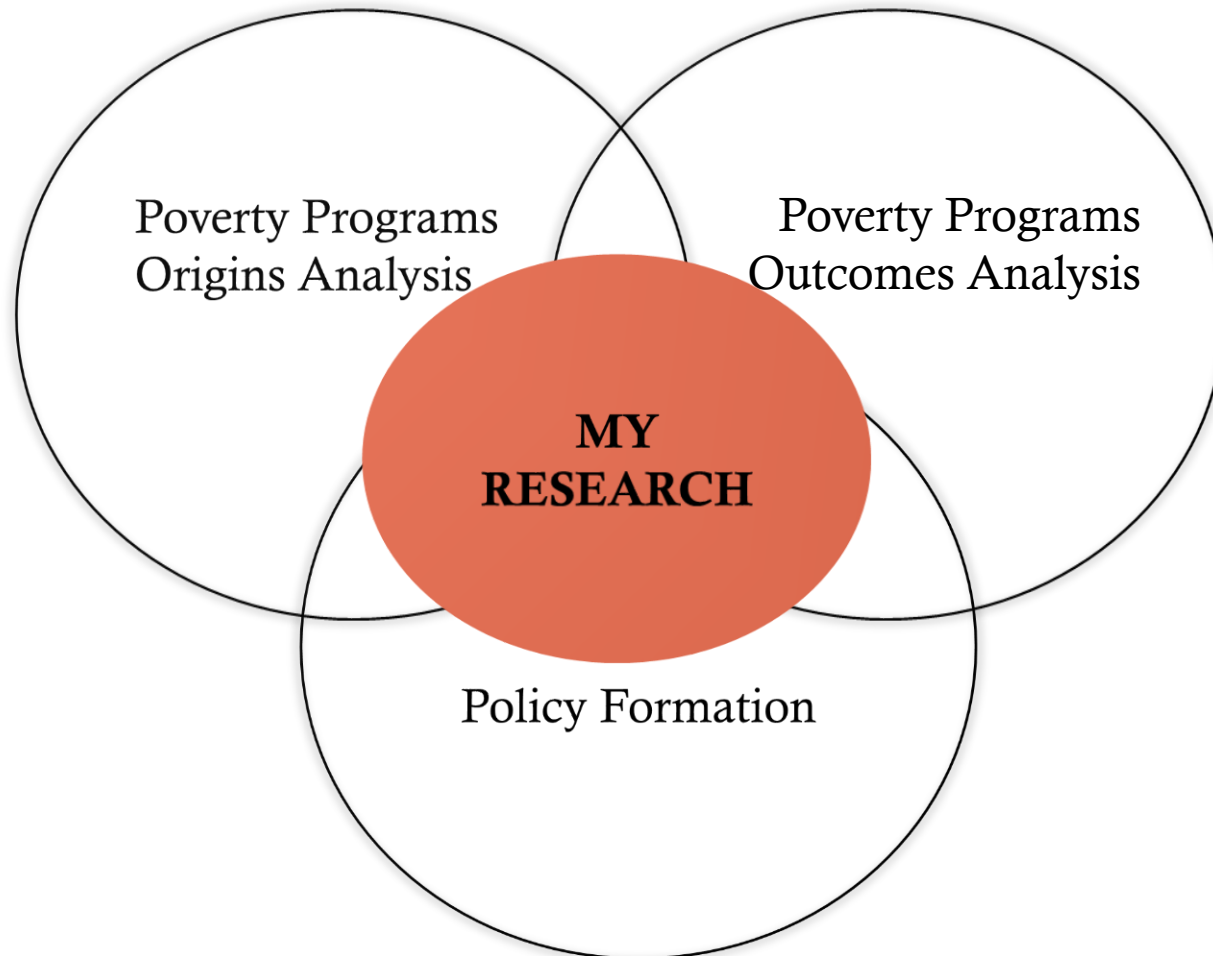 Poverty Programs
Origins Analysis
Poverty Programs
Outcomes Analysis
MY
RESEARCH
Policy Formation